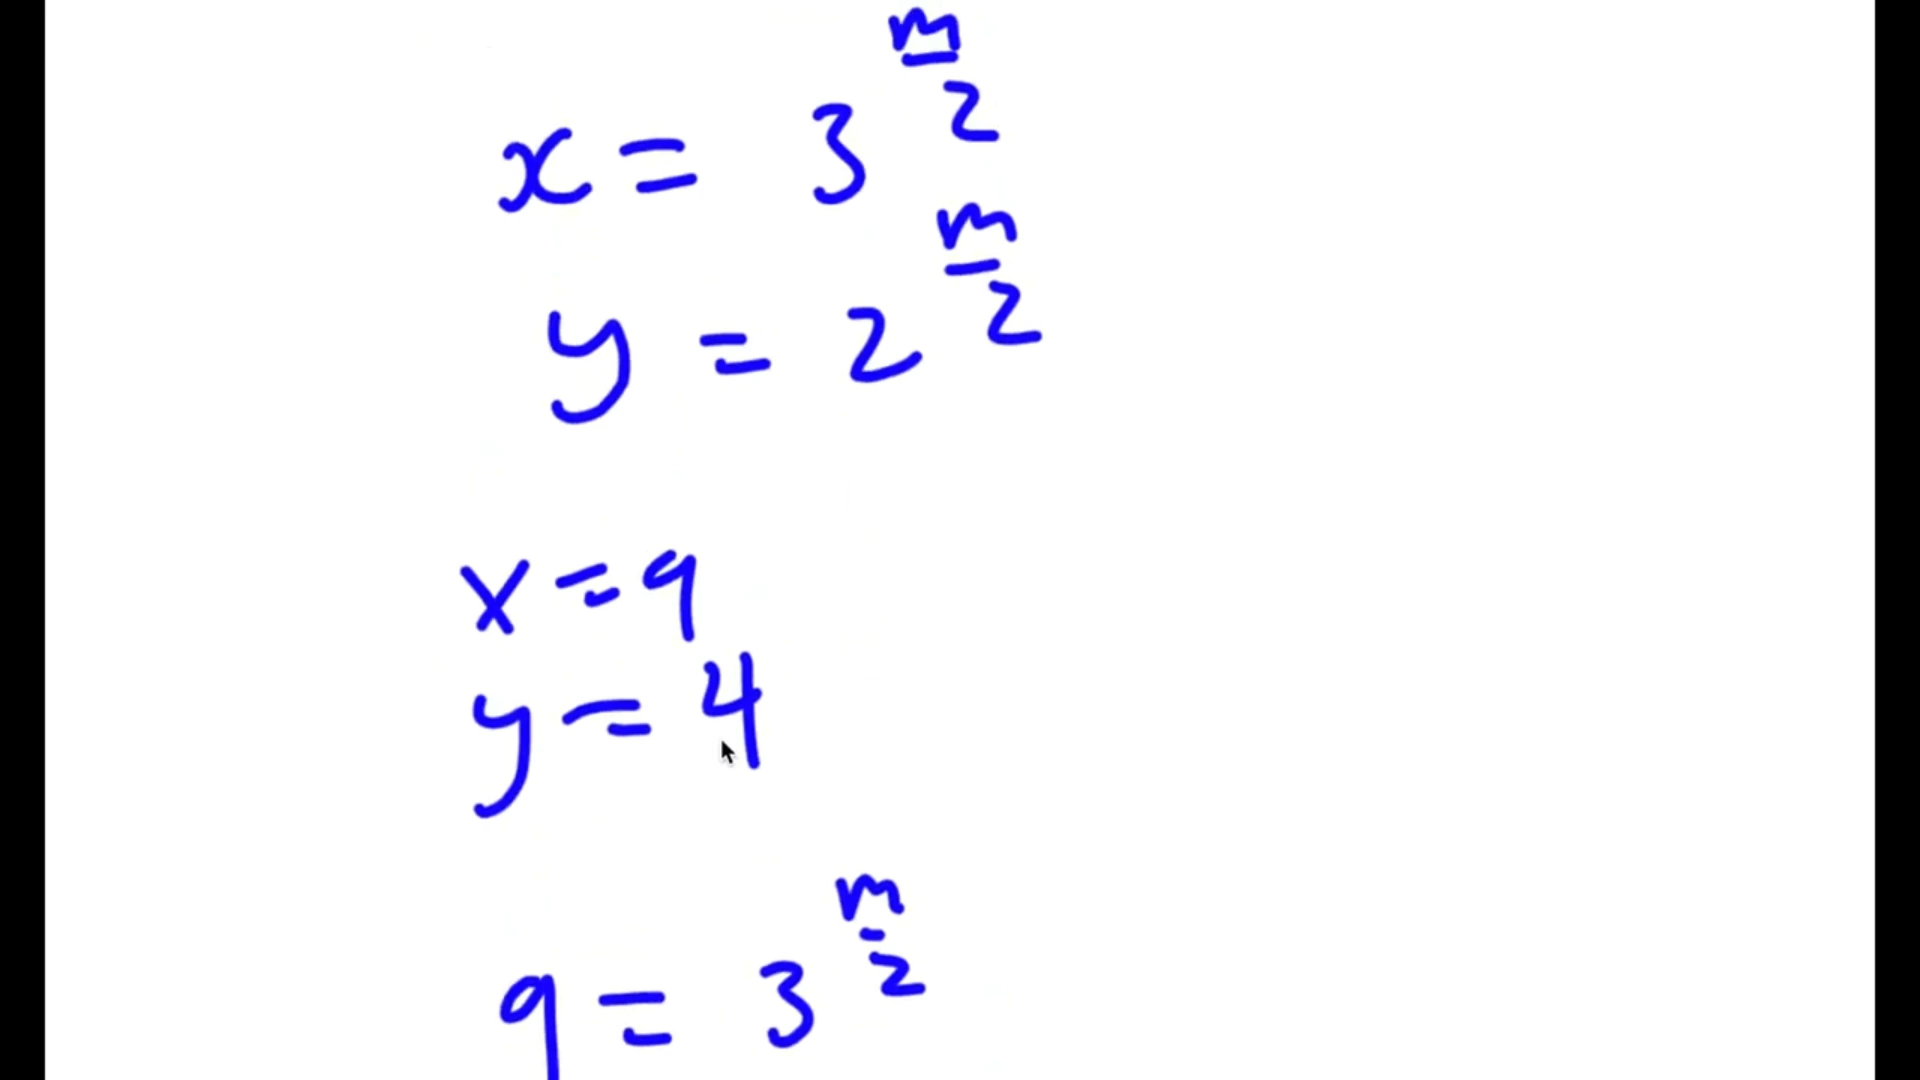 x = 3^(m/2)
y = 2^(m/2)
x = 9
y = 4
9 = 3^(m/2)